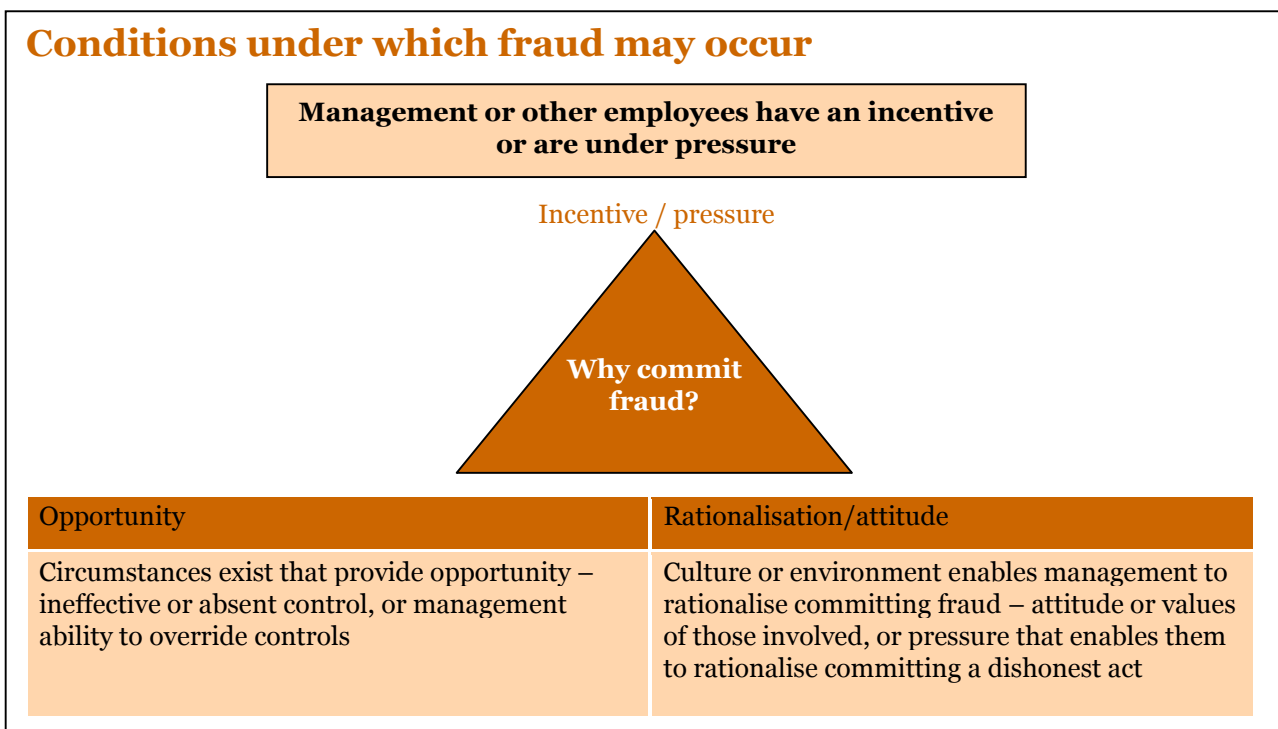 Conditions under which fraud may occur
Management or other employees have an incentive
or are under pressure
Incentive / pressure
Why commit
fraud?
Opportunity
Rationalisation/attitude
Circumstances exist that provide opportunity –
ineffective or absent control, or management
ability to override controls
Culture or environment enables management to
rationalise committing fraud – attitude or values
of those involved, or pressure that enables them
to rationalise committing a dishonest act